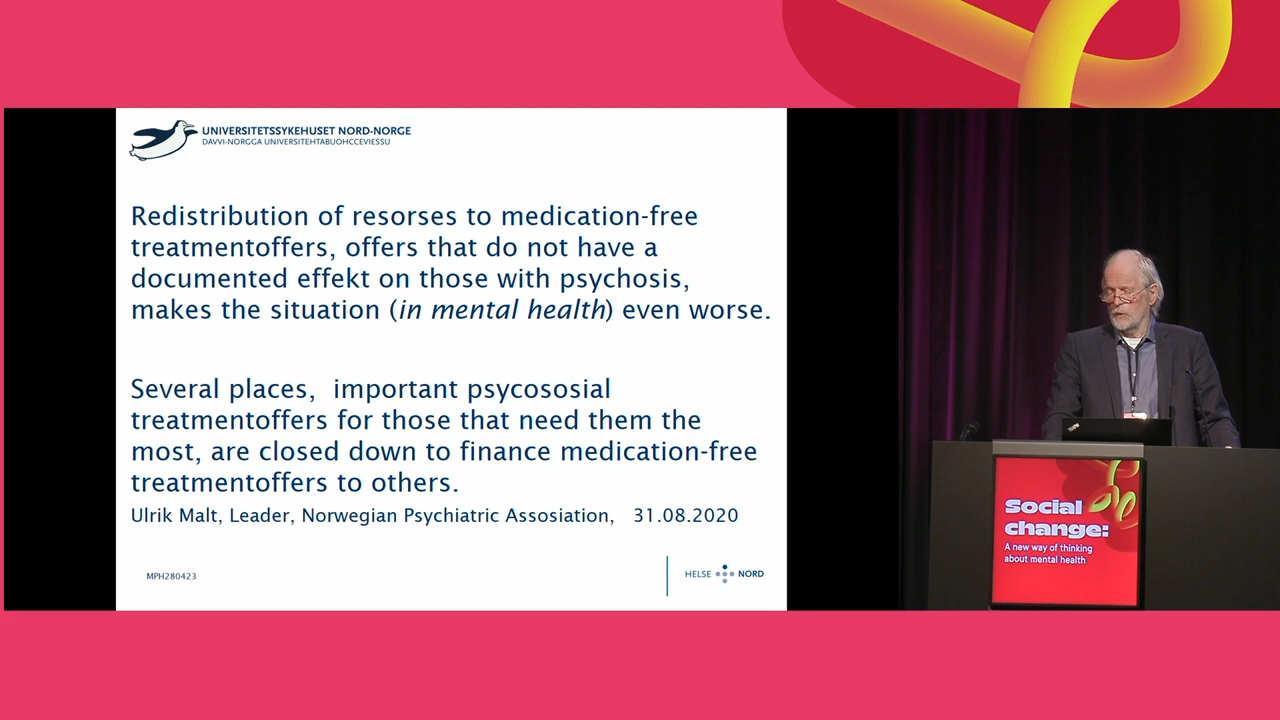 UNIVERSITETSSYKEHUSET NORD-NORGE
DAVVI-NORGGA UNIVERSITEHTABUOHCCEVIESSU
Redistribution of resorses to medication-free
treatmentoffers, offers that do not have a
documented effekt on those with psychosis,
makes the situation (in mental health) even worse.
Several places,  important psycososial
treatmentoffers for those that need them the
most, are closed down to finance medication-free
treatmentoffers to others.
Ulrik Malt, Leader, Norwegian Psychiatric Assosiation,   31.08.2020
MPH280423
HELSE NORD
Social
change:
A new way of thinking
about mental health